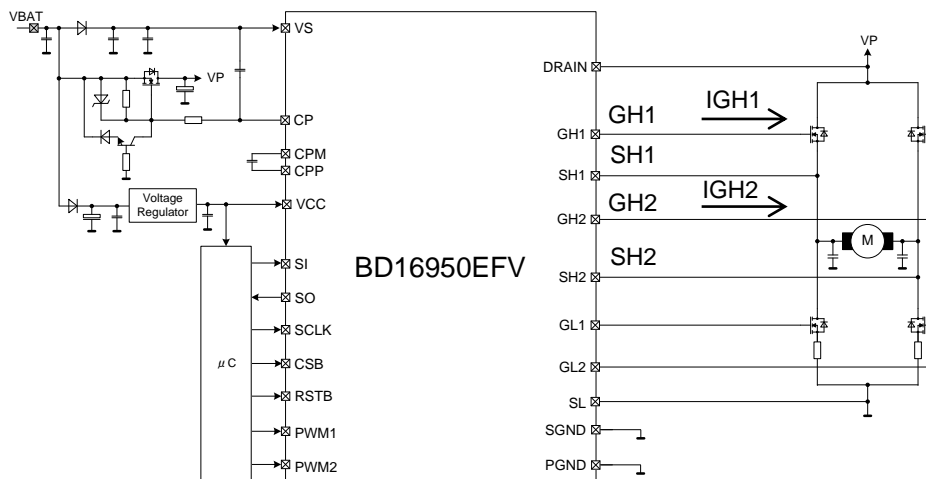 VBAT
VS
VP
CP
CPM
CPP
Voltage Regulator
VCC
SI
SO
SCLK
μC
CSB
RSTB
PWM1
PWM2
BD16950EFV
VP
DRAIN
GH1
IGH1
GH1
SH1
SH1
GH2
IGH2
GH2
M
SH2
SH2
GL1
GL2
SL
SGND
PGND